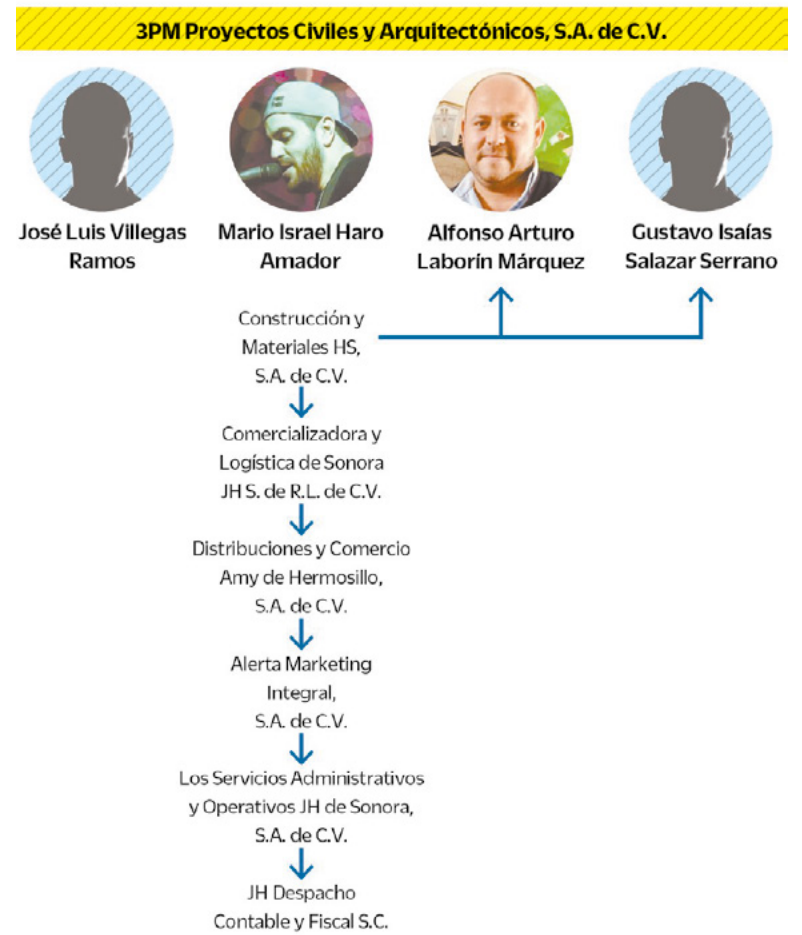 3PM Proyectos Civiles y Arquitectónicos, S.A. de C.V.
José Luis Villegas
Ramos
Mario Israel Haro
Amador
Alfonso Arturo
Laborín Márquez
Gustavo Isaías
Salazar Serrano
Construcción y
Materiales HS,
S.A. de C.V.
Comercializadora y
Logística de Sonora
JH S. de R.L. de C.V.
Distribuciones y Comercio
Amy de Hermosillo,
S.A. de C.V.
Alerta Marketing
Integral,
S.A. de C.V.
Los Servicios Administrativos
y Operativos JH de Sonora,
S.A. de C.V.
JH Despacho
Contable y Fiscal S.C.